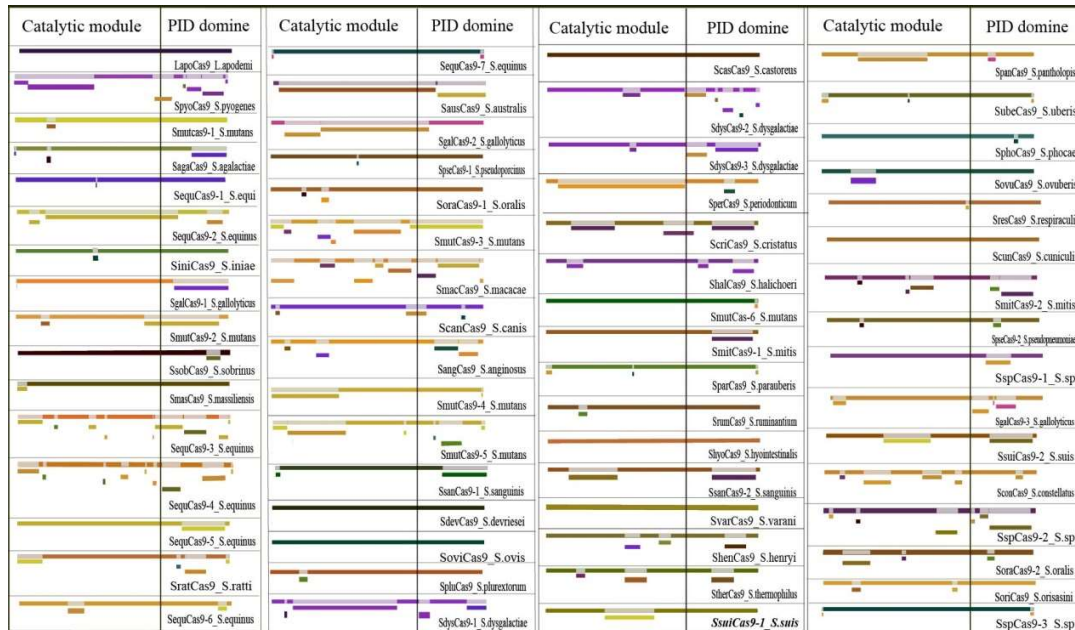 Catalytic module PID domine
LapoCas9_L.apodemi
SpyoCas9_S.pyogenes
Smutcas9-1_S.mutans
SagaCas9_S.agalactiae
SequCas9-1_S.equi
SequCas9-2_S.equinus
SiniCas9_S.iniae
SgalCas9-1_S.gallolyticus
SmutCas9-2_S.mutans
SsobCas9_S.sobrinus
SmasCas9_S.massiliensis
SequCas9-3_S.equinus
SequCas9-4_S.equinus
SequCas9-5_S.equinus
SratCas9_S.ratti
SequCas9-6_S.equinus
Catalytic module PID domine
SequCas9-7_S.equinus
SausCas9_S.australis
SgalCas9-2_S.gallolyticus
SpseCas9-1_S.pseudoporcinus
SoraCas9-1_S.oralis
SmutCas9-3_S.mutans
SmacCas9_S.macacae
ScanCas9_S.canis
SangCas9_S.anginosus
SmutCas9-4_S.mutans
SmutCas9-5_S.mutans
SsanCas9-1_S.sanguinis
SdevCas9_S.devriesei
SoviCas9_S.ovis
SpluCas9_S.plurextorum
SdysCas9-1_S.dysgalactiae
Catalytic module PID domine
ScasCas9_S.castoreus
SdysCas9-2_S.dysgalactiae
SdysCas9-3_S.dysgalactiae
SperCas9_S.periodonticum
ScriCas9_S.cristatus
ShalCas9_S.halichoeri
SmutCas-6_S.mutans
SmitCas9-1_S.mitis
SparCas9_S.parauberis
SrumCas9_S.ruminantium
ShyoCas9_S.hyointestinalis
SsanCas9-2_S.sanguinis
SvarCas9_S.varani
ShenCas9_S.henryi
StherCas9_S.thermophilus
SsuiCas9-1_S.suis
Catalytic module PID domine
SpanCas9_S.pantholopis
SubeCas9_S.uberis
SphoCas9_S.phocae
SovuCas9_S.ovuberis
SresCas9_S.respiraculi
ScunCas9_S.cuniculi
SmitCas9-2_S.mitis
SpseCas9-2_S.pseudopneumoniae
SspCas9-1_S.sp
SgalCas9-3_S.gallolyticus
SsuiCas9-2_S.suis
SconCas9_S.constellatus
SspCas9-2_S.sp
SoraCas9-2_S.oralis
SoriCas9_S.orisasini
SspCas9-3_S.sp